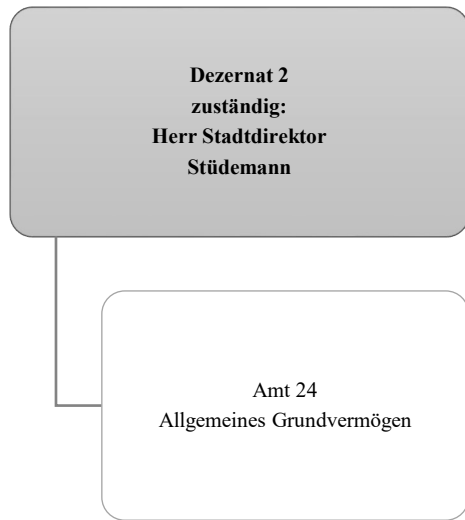 Dezernat 2
zuständig:
Herr Stadtdirektor
Stüdemann
Amt 24
Allgemeines Grundvermögen